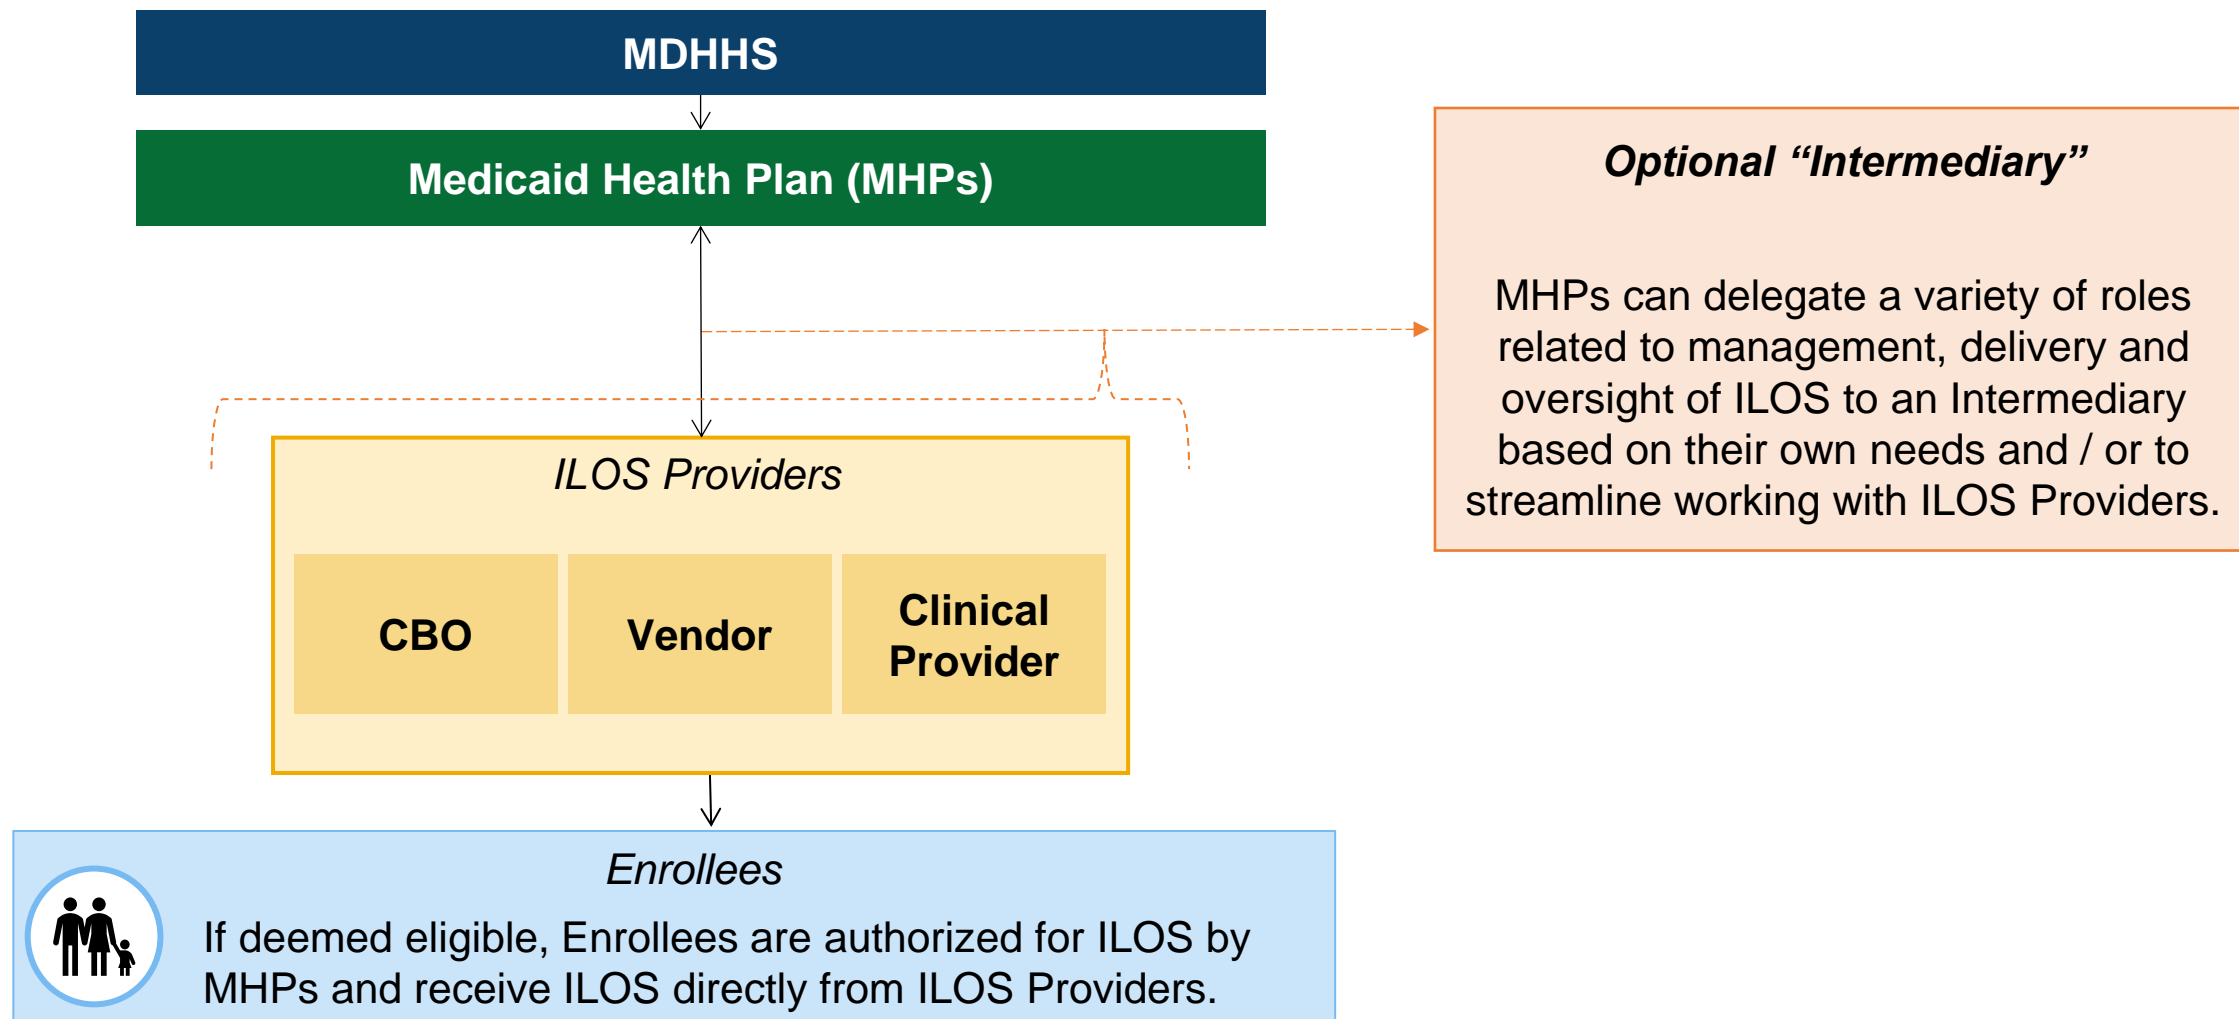 MDHHS
Medicaid Health Plan (MHPs)
Optional “Intermediary”
MHPs can delegate a variety of roles
related to management, delivery and
oversight of ILOS to an Intermediary
based on their own needs and / or to
streamline working with ILOS Providers.
ILOS Providers
CBO
Vendor
Clinical
Provider
Enrollees
If deemed eligible, Enrollees are authorized for ILOS by
MHPs and receive ILOS directly from ILOS Providers.